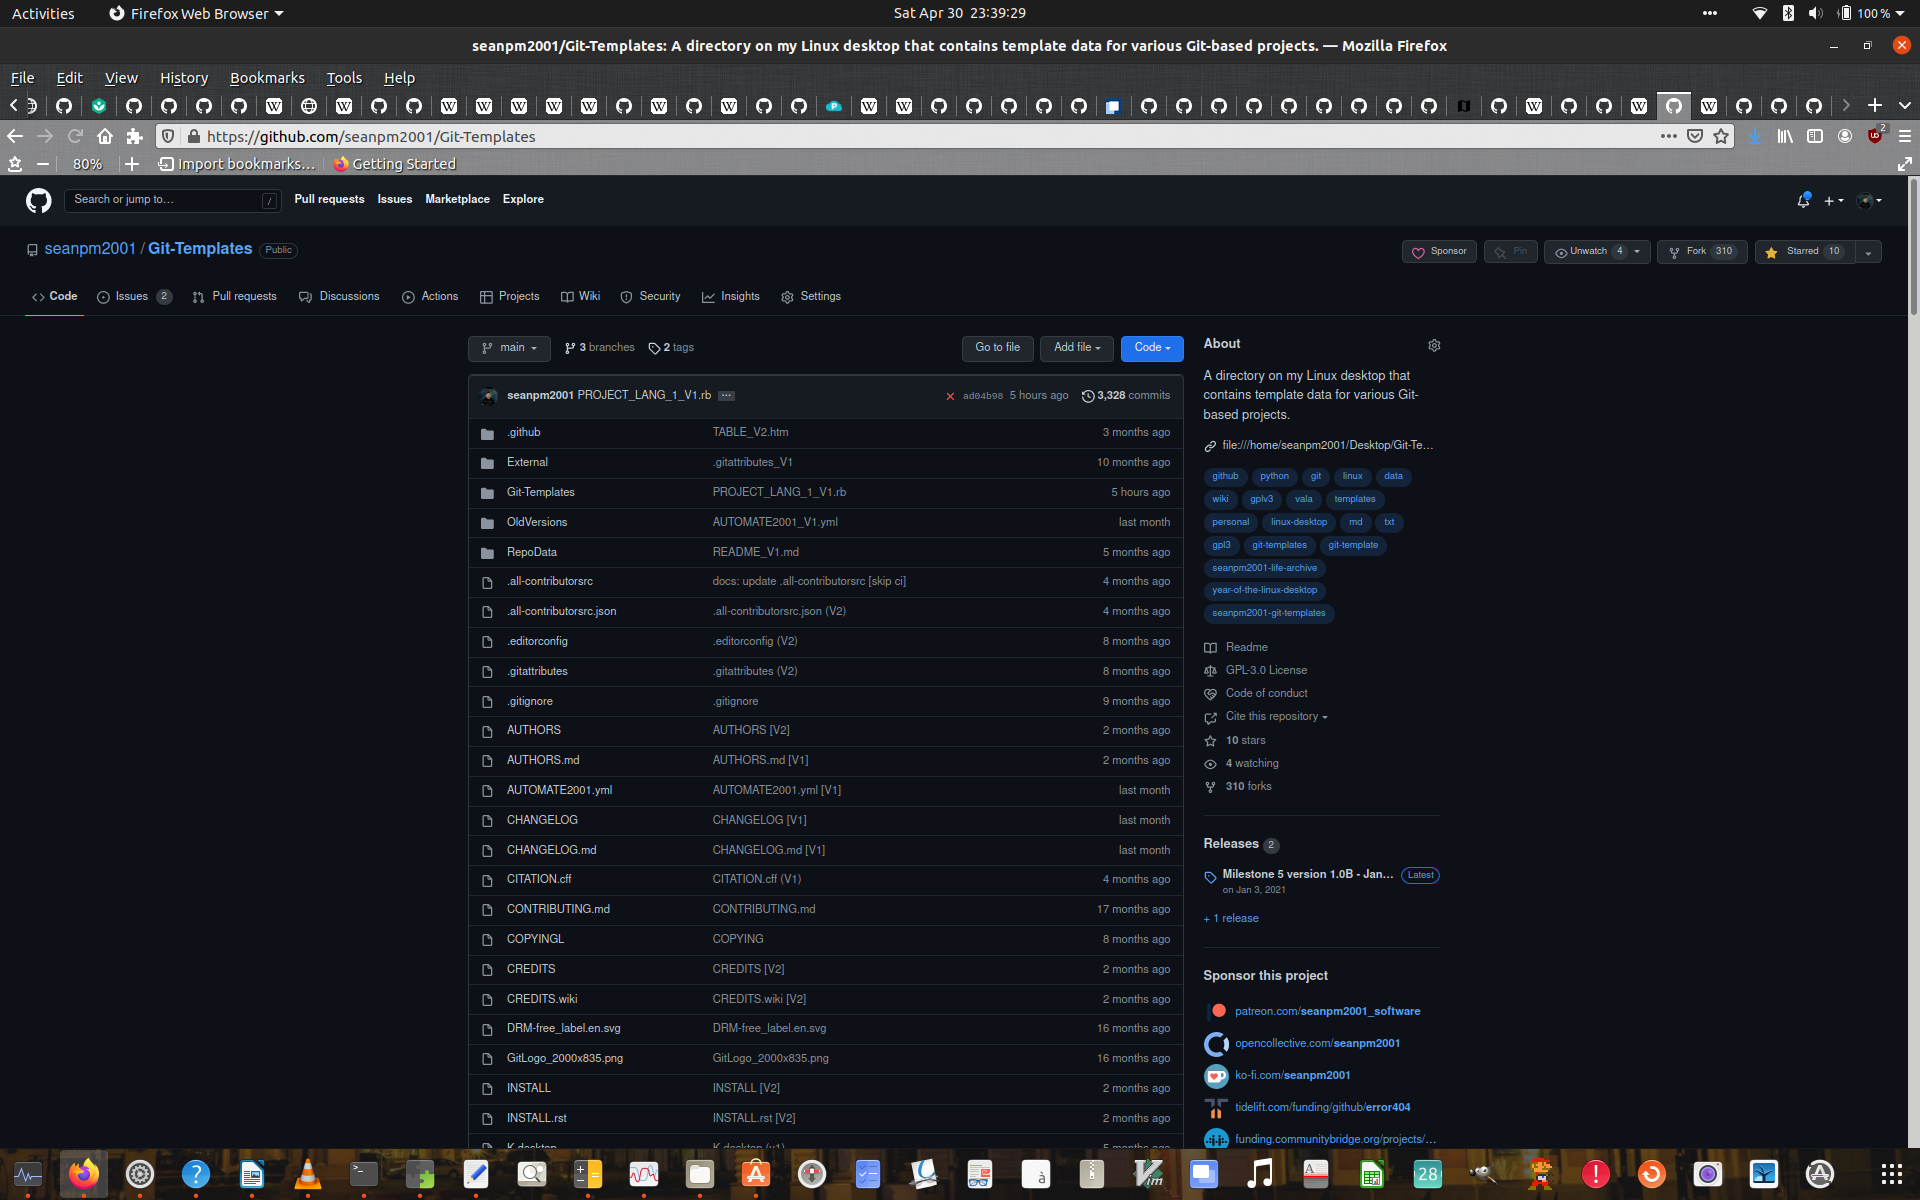 Activities Firefox Web Browser Sat Apr 30 23:39:29 100 %
seanpm2001/Git-Templates: A directory on my Linux desktop that contains template data for various Git-based projects. — Mozilla Firefox
File Edit View History Bookmarks Tools Help
https://github.com/seanpm2001/Git-Templates 2
80% Import bookmarks... Getting Started
Search or jump to... / Pull requests Issues Marketplace Explore
seanpm2001 / Git-Templates Public Sponsor Pin Unwatch 4 Fork 310 Starred 10
Code Issues 2 Pull requests Discussions Actions Projects Wiki Security Insights Settings
main 3 branches 2 tags Go to file Add file Code
seanpm2001 PROJECT_LANG_1_V1.rb ... ad04b98 5 hours ago 3,328 commits
.github TABLE_V2.htm 3 months ago
External .gitattributes_V1 10 months ago
Git-Templates PROJECT_LANG_1_V1.rb 5 hours ago
OldVersions AUTOMATE2001_V1.yml last month
RepoData README_V1.md 5 months ago
.all-contributorsrc docs: update .all-contributorsrc [skip ci] 4 months ago
.all-contributorsrc.json .all-contributorsrc.json (V2) 4 months ago
.editorconfig .editorconfig (V2) 8 months ago
.gitattributes .gitattributes (V2) 8 months ago
.gitignore .gitignore 9 months ago
AUTHORS AUTHORS [V2] 2 months ago
AUTHORS.md AUTHORS.md [V1] 2 months ago
AUTOMATE2001.yml AUTOMATE2001.yml [V1] last month
CHANGELOG CHANGELOG [V1] last month
CHANGELOG.md CHANGELOG.md [V1] last month
CITATION.cff CITATION.cff (V1) 4 months ago
CONTRIBUTING.md CONTRIBUTING.md 17 months ago
COPYINGL COPYING 8 months ago
CREDITS CREDITS [V2] 2 months ago
CREDITS.wiki CREDITS.wiki [V2] 2 months ago
DRM-free_label.en.svg DRM-free_label.en.svg 16 months ago
GitLogo_2000x835.png GitLogo_2000x835.png 16 months ago
INSTALL INSTALL [V2] 2 months ago
INSTALL.rst INSTALL.rst [V2] 2 months ago
About
A directory on my Linux desktop that
contains template data for various Git-
based projects.
file:///home/seanpm2001/Desktop/Git-Te...
github python git linux data
wiki gplv3 vala templates
personal linux-desktop md txt
gpl3 git-templates git-template
seanpm2001-life-archive
year-of-the-linux-desktop
seanpm2001-git-templates
Readme
GPL-3.0 License
Code of conduct
Cite this repository
10 stars
4 watching
310 forks
Releases 2
Milestone 5 version 1.0B - Jan... Latest
on Jan 3, 2021
+ 1 release
Sponsor this project
patreon.com/seanpm2001_software
opencollective.com/seanpm2001
ko-fi.com/seanpm2001
tidelift.com/funding/github/error404
funding.communitybridge.org/projects/...
28